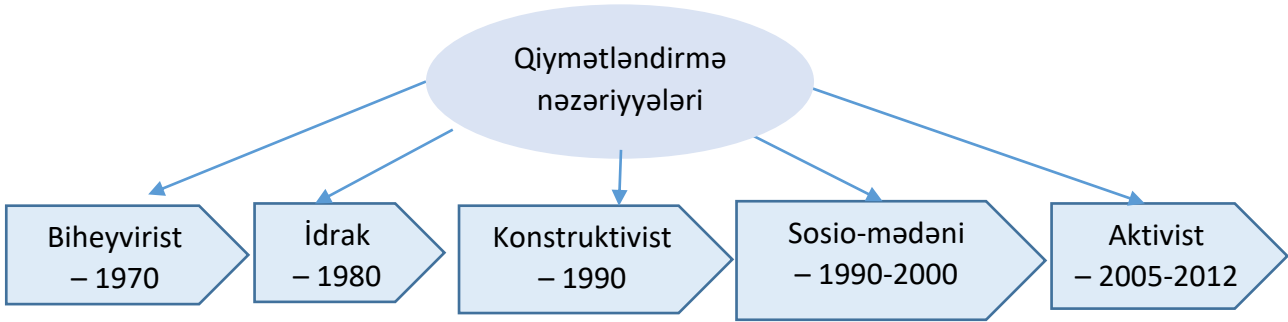 Qiymətləndirmə
nəzəriyyələri
Biheyvirist
– 1970
İdrak
– 1980
Konstruktivist
– 1990
Sosio-mədəni
– 1990-2000
Aktivist
– 2005-2012